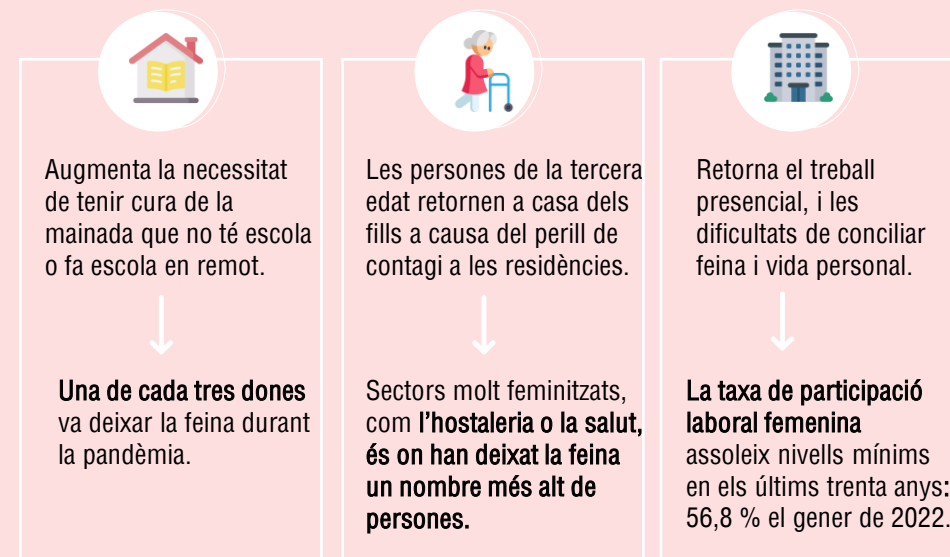 Augmenta la necessitat
de tenir cura de la
mainada que no té escola
o fa escola en remot.
Una de cada tres dones
va deixar la feina durant
la pandèmia.
Les persones de la tercera
edat retornen a casa dels
fills a causa del perill de
contagi a les residències.
Sectors molt feminitzats,
com l’hostaleria o la salut,
és on han deixat la feina
un nombre més alt de
persones.
Retorna el treball
presencial, i les
dificultats de conciliar
feina i vida personal.
La taxa de participació
laboral femenina
assoleix nivells mínims
en els últims trenta anys:
56,8 % el gener de 2022.